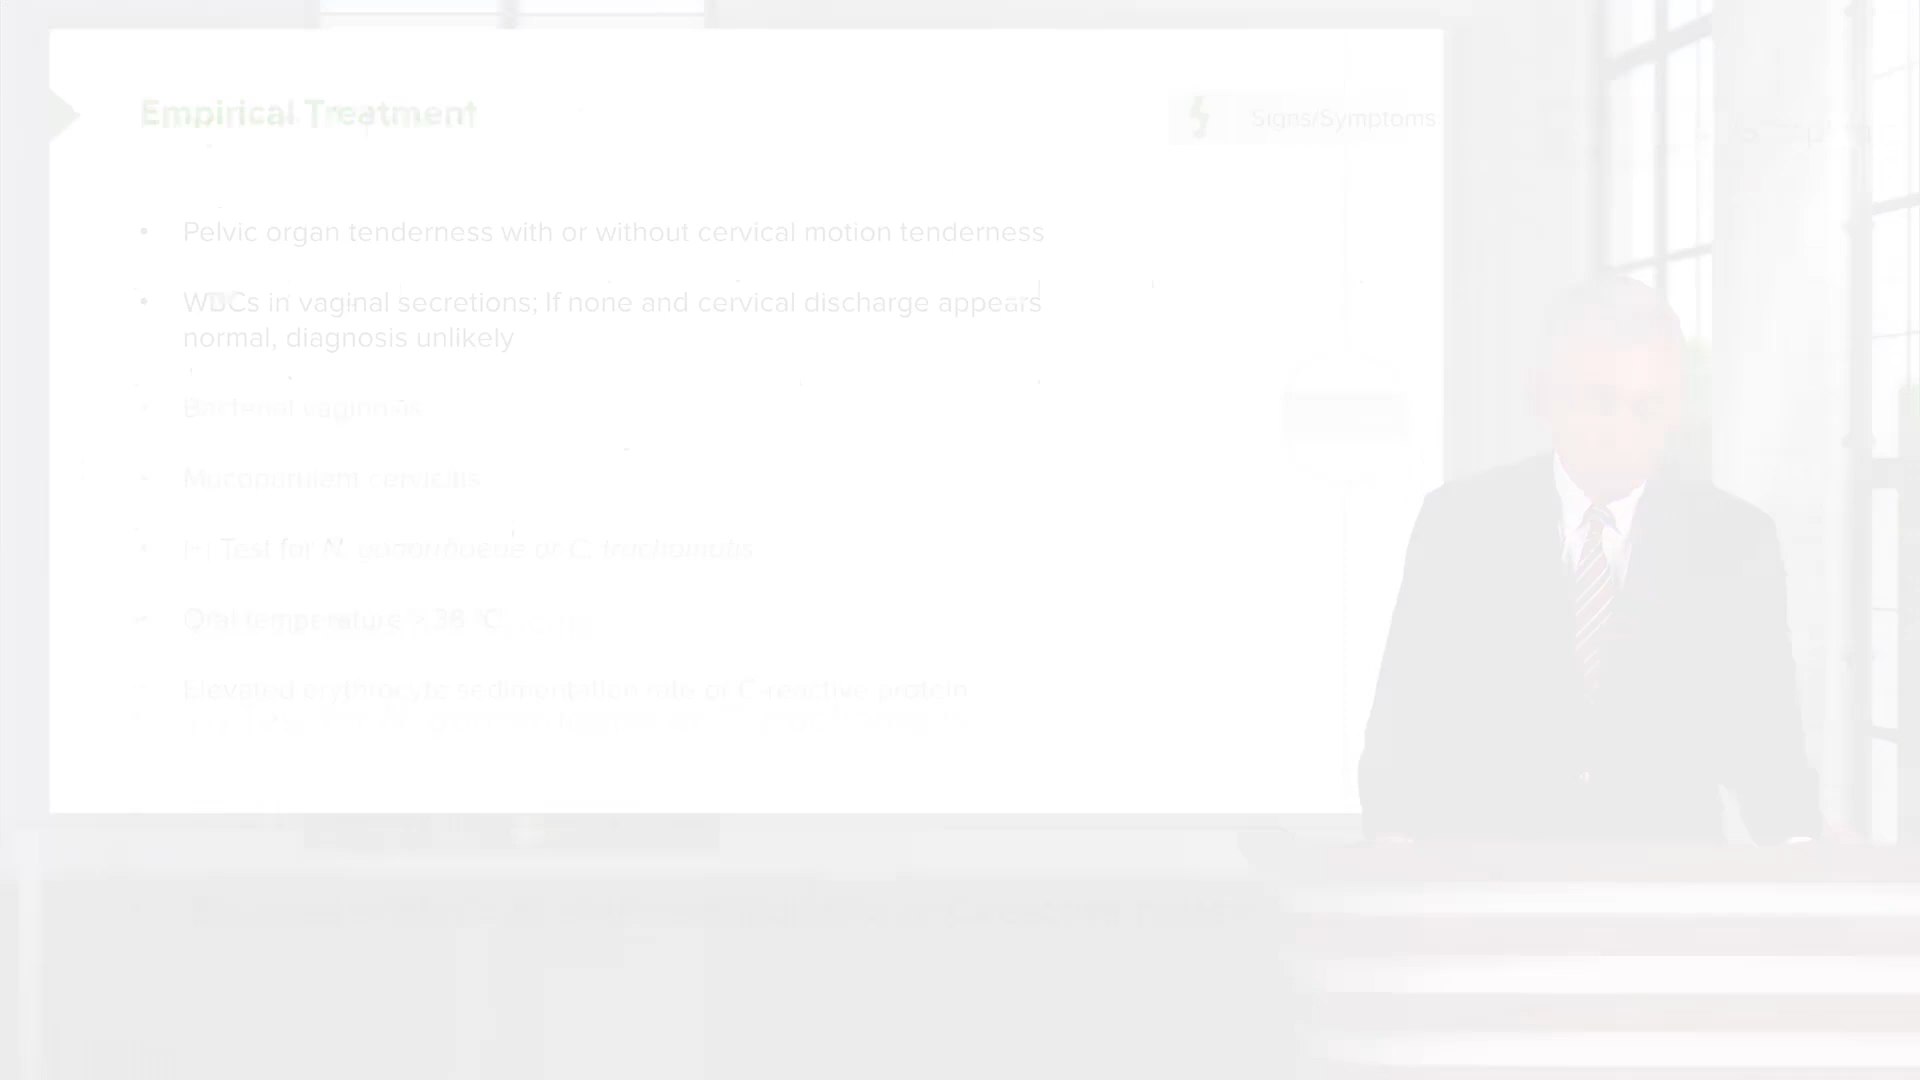 Empirical Treatment
Signs/Symptoms
• Pelvic organ tenderness with or without cervical motion tenderness
• WBCs in vaginal secretions; If none and cervical discharge appears
normal, diagnosis unlikely
• Bacterial vaginosis
• Mucopurulent cervicitis
• (+) Test for N. gonorrhoeae or C. trachomatis
• Oral temperature > 38 °C
• Elevated erythrocyte sedimentation rate or C-reactive protein